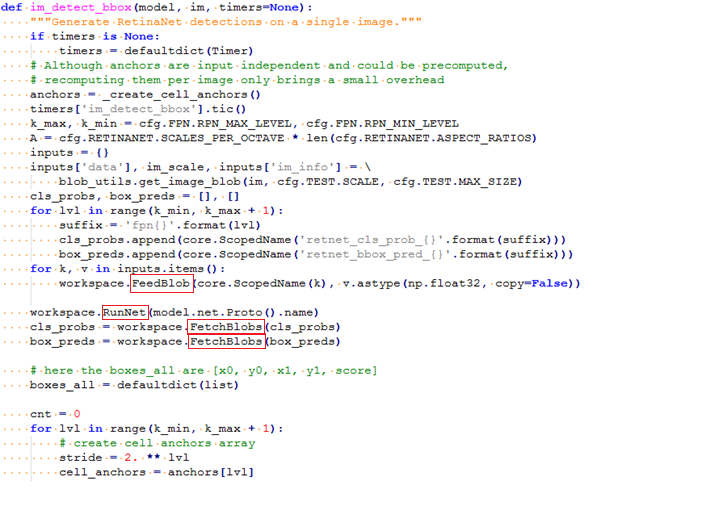 def im_detect_bbox(model, im, timers=None):
    """Generate RetinaNet detections on a single image."""
    if timers is None:
        timers = defaultdict(Timer)
    # Although anchors are input independent and could be precomputed,
    # recomputing them per image only brings a small overhead
    anchors = _create_cell_anchors()
    timers['im_detect_bbox'].tic()
    k_max, k_min = cfg.FPN.RPN_MAX_LEVEL, cfg.FPN.RPN_MIN_LEVEL
    A = cfg.RETINANET.SCALES_PER_OCTAVE * len(cfg.RETINANET.ASPECT_RATIOS)
    inputs = {}
    inputs['data'], im_scale, inputs['im_info'] = \
        blob_utils.get_image_blob(im, cfg.TEST.SCALE, cfg.TEST.MAX_SIZE)
    cls_probs, box_preds = [], []
    for lvl in range(k_min, k_max + 1):
        suffix = 'fpn{}'.format(lvl)
        cls_probs.append(core.ScopedName('retnet_cls_prob_{}'.format(suffix)))
        box_preds.append(core.ScopedName('retnet_bbox_pred_{}'.format(suffix)))
    for k, v in inputs.items():
        workspace.FeedBlob(core.ScopedName(k), v.astype(np.float32, copy=False))
    workspace.RunNet(model.net.Proto().name)
    cls_probs = workspace.FetchBlobs(cls_probs)
    box_preds = workspace.FetchBlobs(box_preds)
    # here the boxes_all are [x0, y0, x1, y1, score]
    boxes_all = defaultdict(list)
    cnt = 0
    for lvl in range(k_min, k_max + 1):
        # create cell anchors array
        stride = 2. ** lvl
        cell_anchors = anchors[lvl]